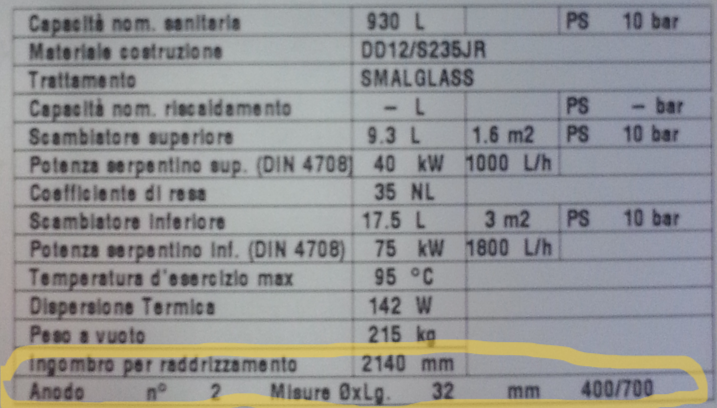 Capacità nom. sanitaria 930 L PS 10 bar
Materiale costruzione DD12/S235JR
Trattamento SMALGLASS
Capacità nom. riscaldamento – L PS – bar
Scambiatore superiore 9.3 L 1.6 m2 PS 10 bar
Potenza serpentino sup. (DIN 4708) 40 kW 1000 L/h
Coefficiente di resa 35 NL
Scambiatore inferiore 17.5 L 3 m2 PS 10 bar
Potenza serpentino inf. (DIN 4708) 75 kW 1800 L/h
Temperatura d'esercizio max 95 °C
Dispersione Termica 142 W
Peso a vuoto 215 kg
Ingombro per raddrizzamento 2140 mm
Anodo n° 2 Misure ØxLg. 32 mm 400/700